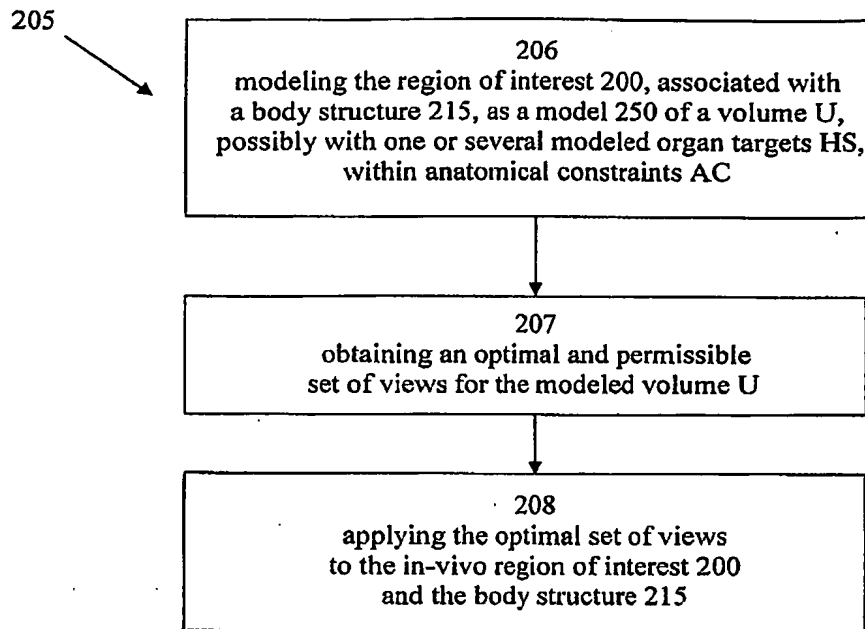 205
206
modeling the region of interest 200, associated with
a body structure 215, as a model 250 of a volume U,
possibly with one or several modeled organ targets HS,
within anatomical constraints AC
207
obtaining an optimal and permissible
set of views for the modeled volume U
208
applying the optimal set of views
to the in-vivo region of interest 200
and the body structure 215